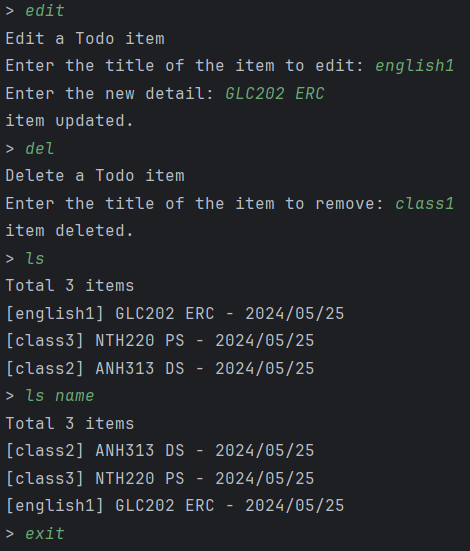 > edit
Edit a Todo item
Enter the title of the item to edit: english1
Enter the new detail: GLC202 ERC
item updated.
> del
Delete a Todo item
Enter the title of the item to remove: class1
item deleted.
> ls
Total 3 items
[english1] GLC202 ERC - 2024/05/25
[class3] NTH220 PS - 2024/05/25
[class2] ANH313 DS - 2024/05/25
> ls name
Total 3 items
[class2] ANH313 DS - 2024/05/25
[class3] NTH220 PS - 2024/05/25
[english1] GLC202 ERC - 2024/05/25
> exit